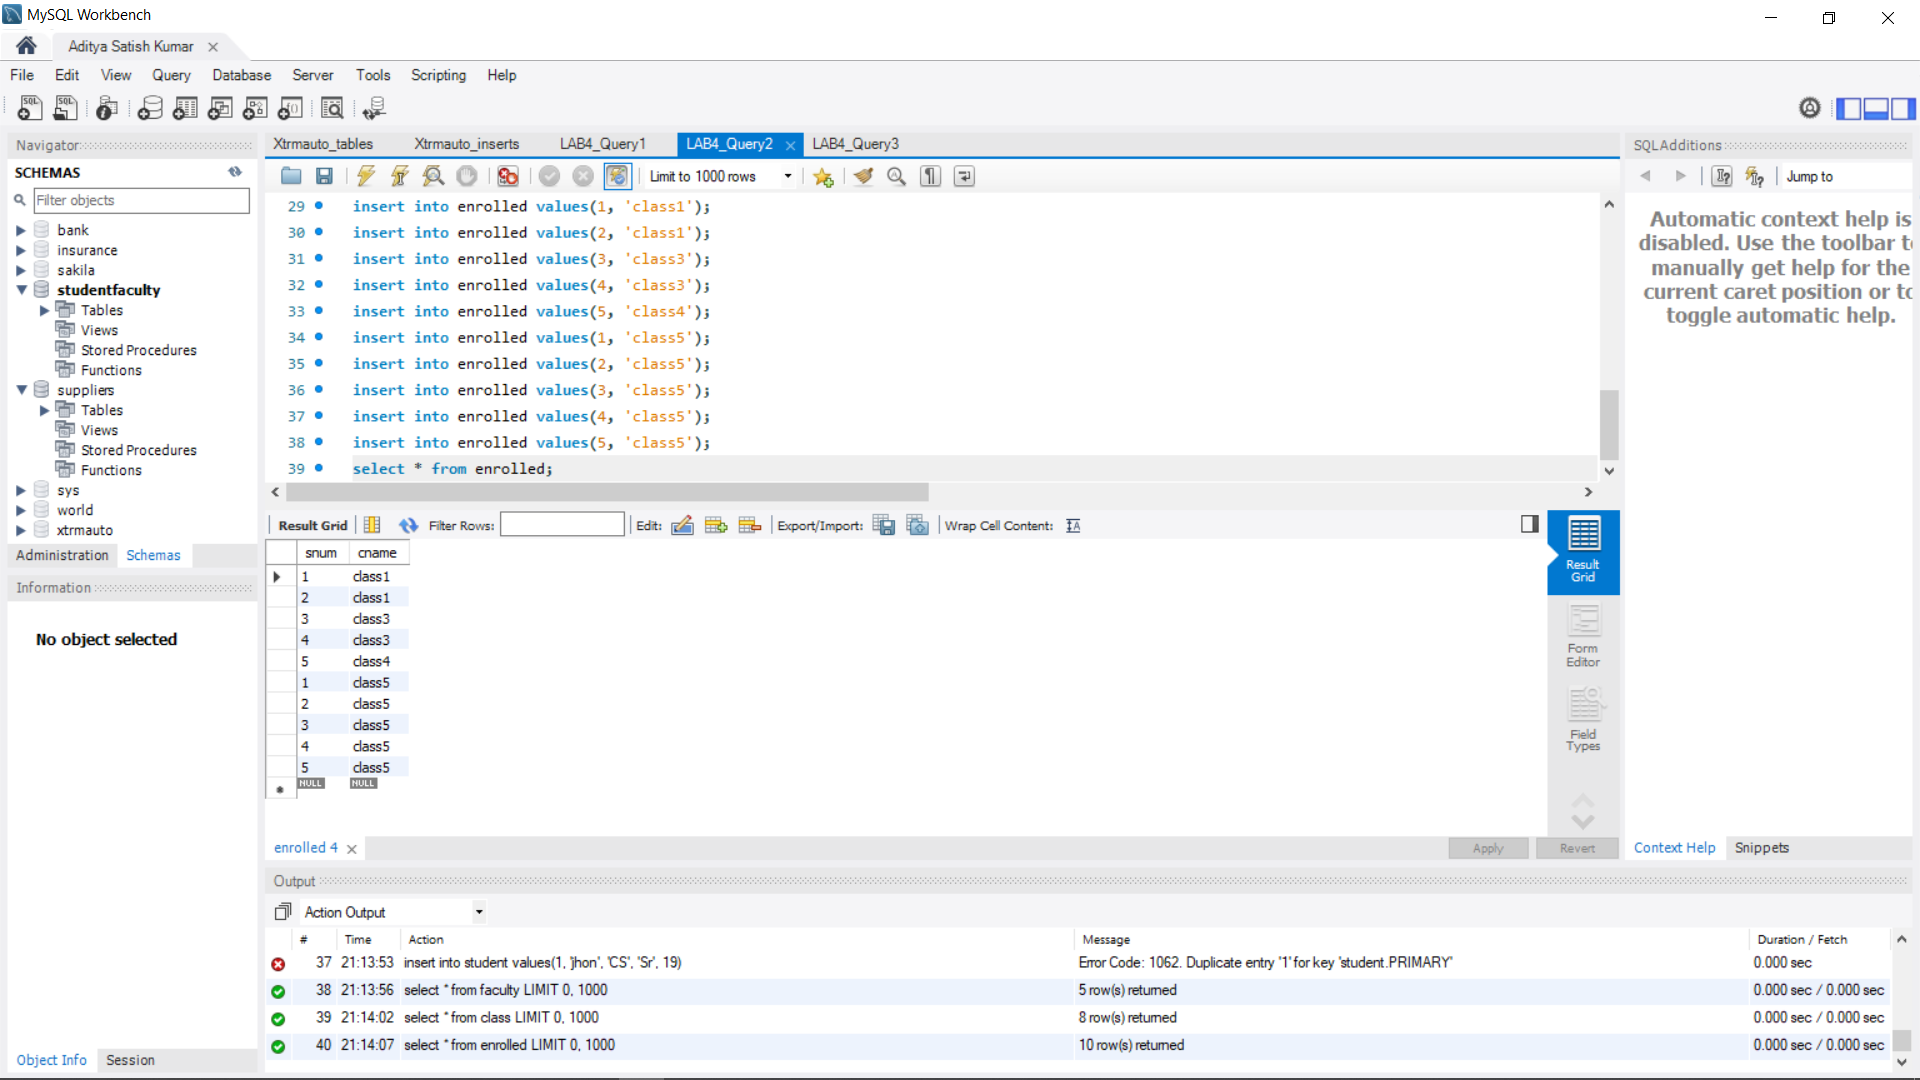 MySQL Workbench
Aditya Satish Kumar
File Edit View Query Database Server Tools Scripting Help
Navigator
SCHEMAS
Filter objects
bank
insurance
sakila
studentfaculty
Tables
Views
Stored Procedures
Functions
suppliers
Tables
Views
Stored Procedures
Functions
sys
world
xtrmauto
Administration Schemas
Information
No object selected
Object Info Session
Xtrmauto_tables Xtrmauto_inserts LAB4_Query1 LAB4_Query2 LAB4_Query3
Limit to 1000 rows
29 insert into enrolled values(1, 'class1');
30 insert into enrolled values(2, 'class1');
31 insert into enrolled values(3, 'class3');
32 insert into enrolled values(4, 'class3');
33 insert into enrolled values(5, 'class4');
34 insert into enrolled values(1, 'class5');
35 insert into enrolled values(2, 'class5');
36 insert into enrolled values(3, 'class5');
37 insert into enrolled values(4, 'class5');
38 insert into enrolled values(5, 'class5');
39 select * from enrolled;
Result Grid Filter Rows: Edit: Export/Import: Wrap Cell Content:
snum cname
1 class1
2 class1
3 class3
4 class3
5 class4
1 class5
2 class5
3 class5
4 class5
5 class5
NULL NULL
Result
Grid
Form
Editor
Field
Types
enrolled 4
Apply Revert
SQLAdditions
Jump to
Automatic context help is
disabled. Use the toolbar to
manually get help for the
current caret position or to
toggle automatic help.
Context Help Snippets
Output
Action Output
# Time Action Message Duration / Fetch
37 21:13:53 insert into student values(1, 'jhon', 'CS', 'Sr', 19) Error Code: 1062. Duplicate entry '1' for key 'student.PRIMARY' 0.000 sec
38 21:13:56 select * from faculty LIMIT 0, 1000 5 row(s) returned 0.000 sec / 0.000 sec
39 21:14:02 select * from class LIMIT 0, 1000 8 row(s) returned 0.000 sec / 0.000 sec
40 21:14:07 select * from enrolled LIMIT 0, 1000 10 row(s) returned 0.000 sec / 0.000 sec